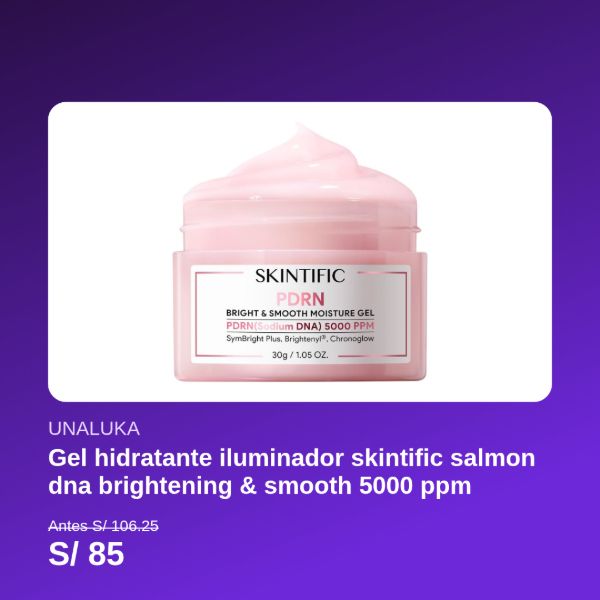 SKINTIFIC
PDRN
BRIGHT & SMOOTH MOISTURE GEL
PDRN(Sodium DNA) 5000 PPM
SymBright Plus, Brightenyl®, Chronoglow
30g / 1.05 OZ.
UNALUKA
Gel hidratante iluminador skintific salmon
dna brightening & smooth 5000 ppm
Antes S/ 106.25
S/ 85